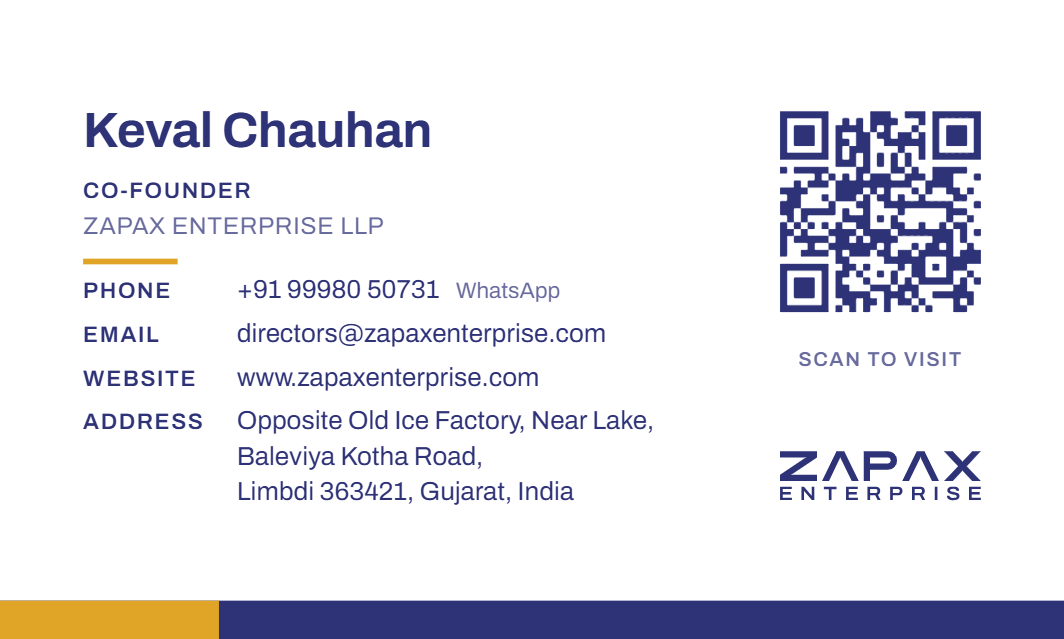 Keval Chauhan
CO-FOUNDER
ZAPAX ENTERPRISE LLP
PHONE +91 99980 50731 WhatsApp
EMAIL directors@zapaxenterprise.com
WEBSITE www.zapaxenterprise.com
ADDRESS Opposite Old Ice Factory, Near Lake,
Baleviya Kotha Road,
Limbdi 363421, Gujarat, India
SCAN TO VISIT
ZAPAX
ENTERPRISE